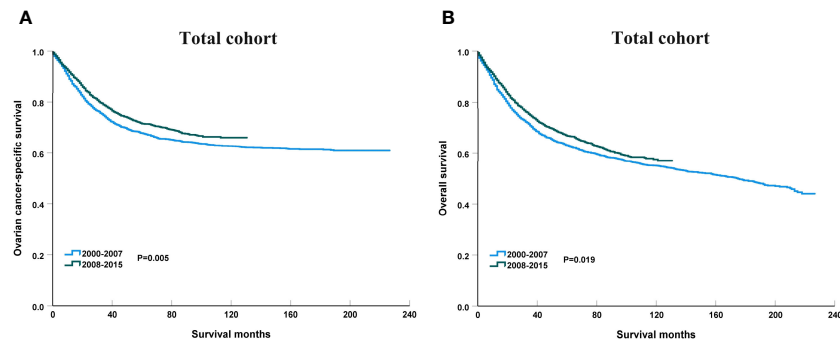 A
Total cohort
Ovarian cancer-specific survival
1.0
0.8
0.6
0.4
0.2
0.0
2000-2007
2008-2015
P=0.005
0 40 80 120 160 200 240
Survival months
B
Total cohort
Overall survival
1.0
0.8
0.6
0.4
0.2
0.0
2000-2007
2008-2015
P=0.019
0 40 80 120 160 200 240
Survival months